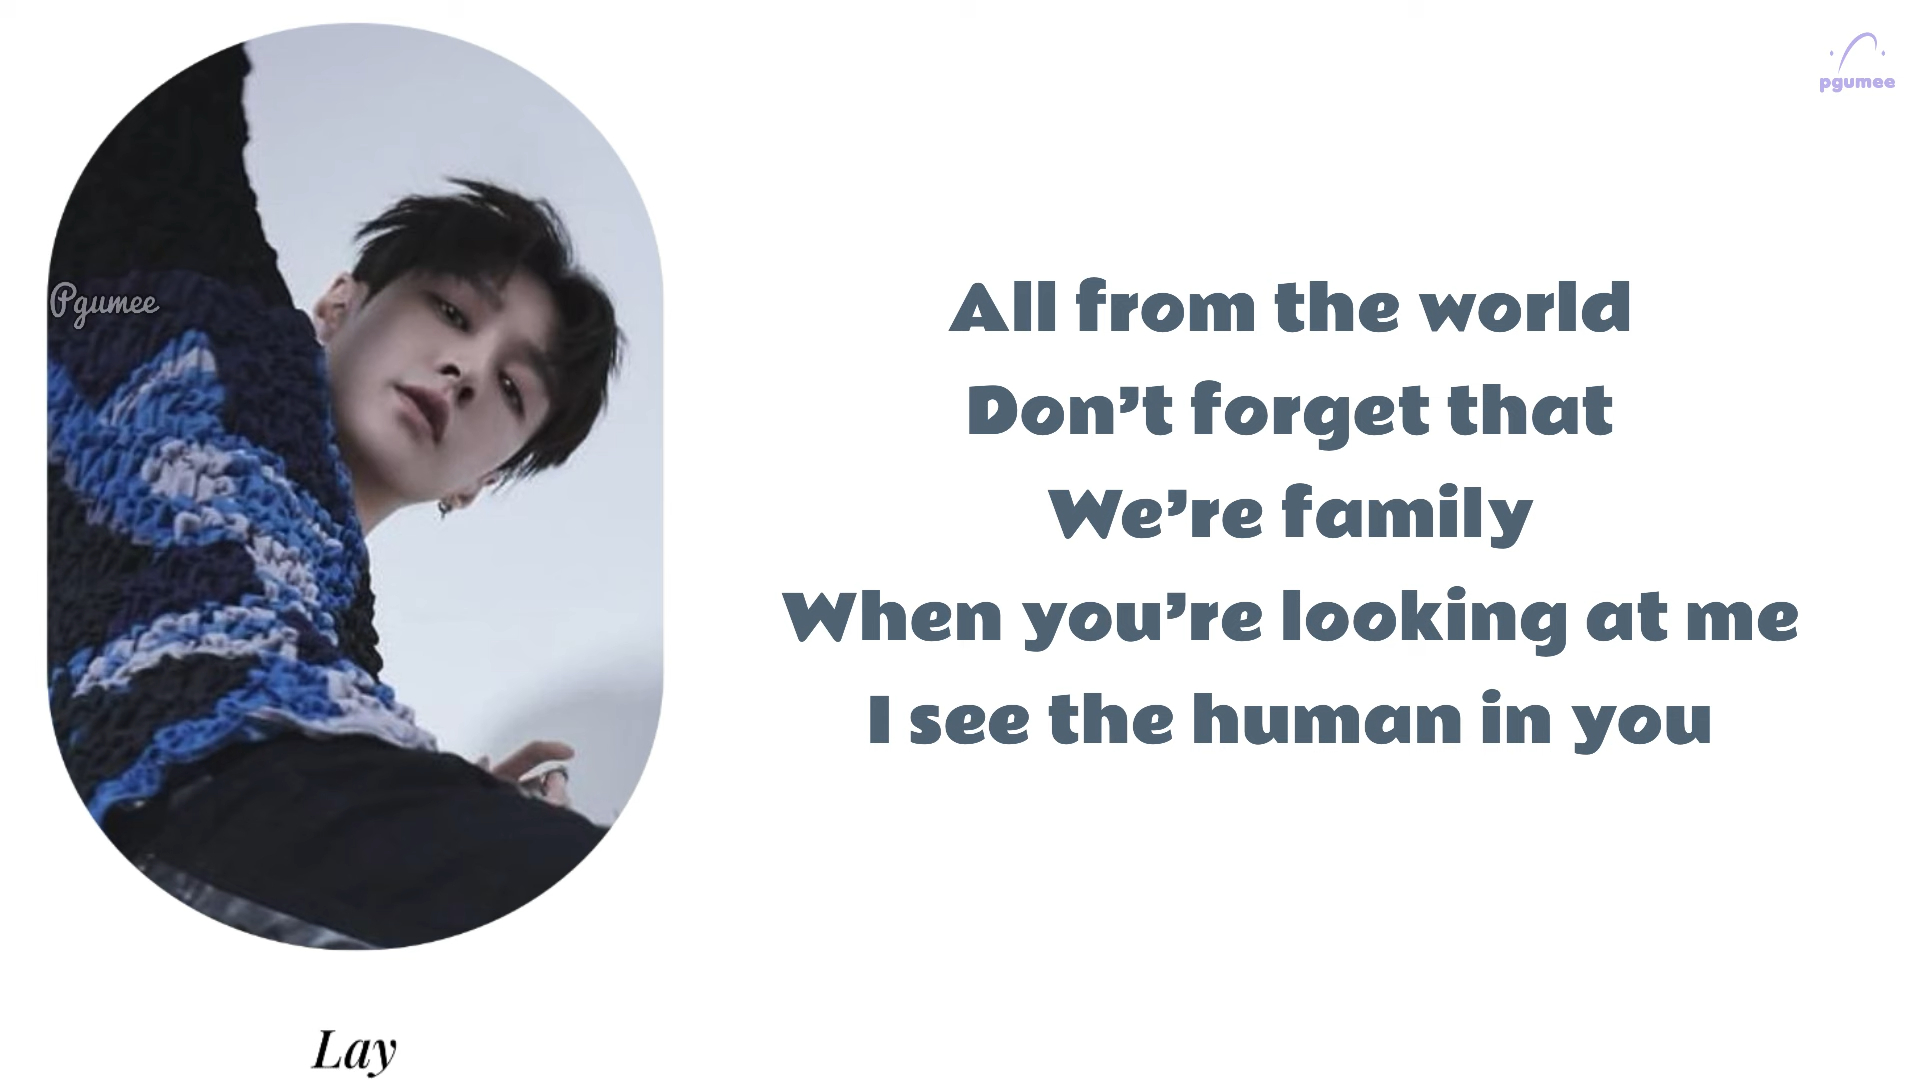 pgumee
Pgumee
All from the world
Don’t forget that
We’re family
When you’re looking at me
I see the human in you
Lay